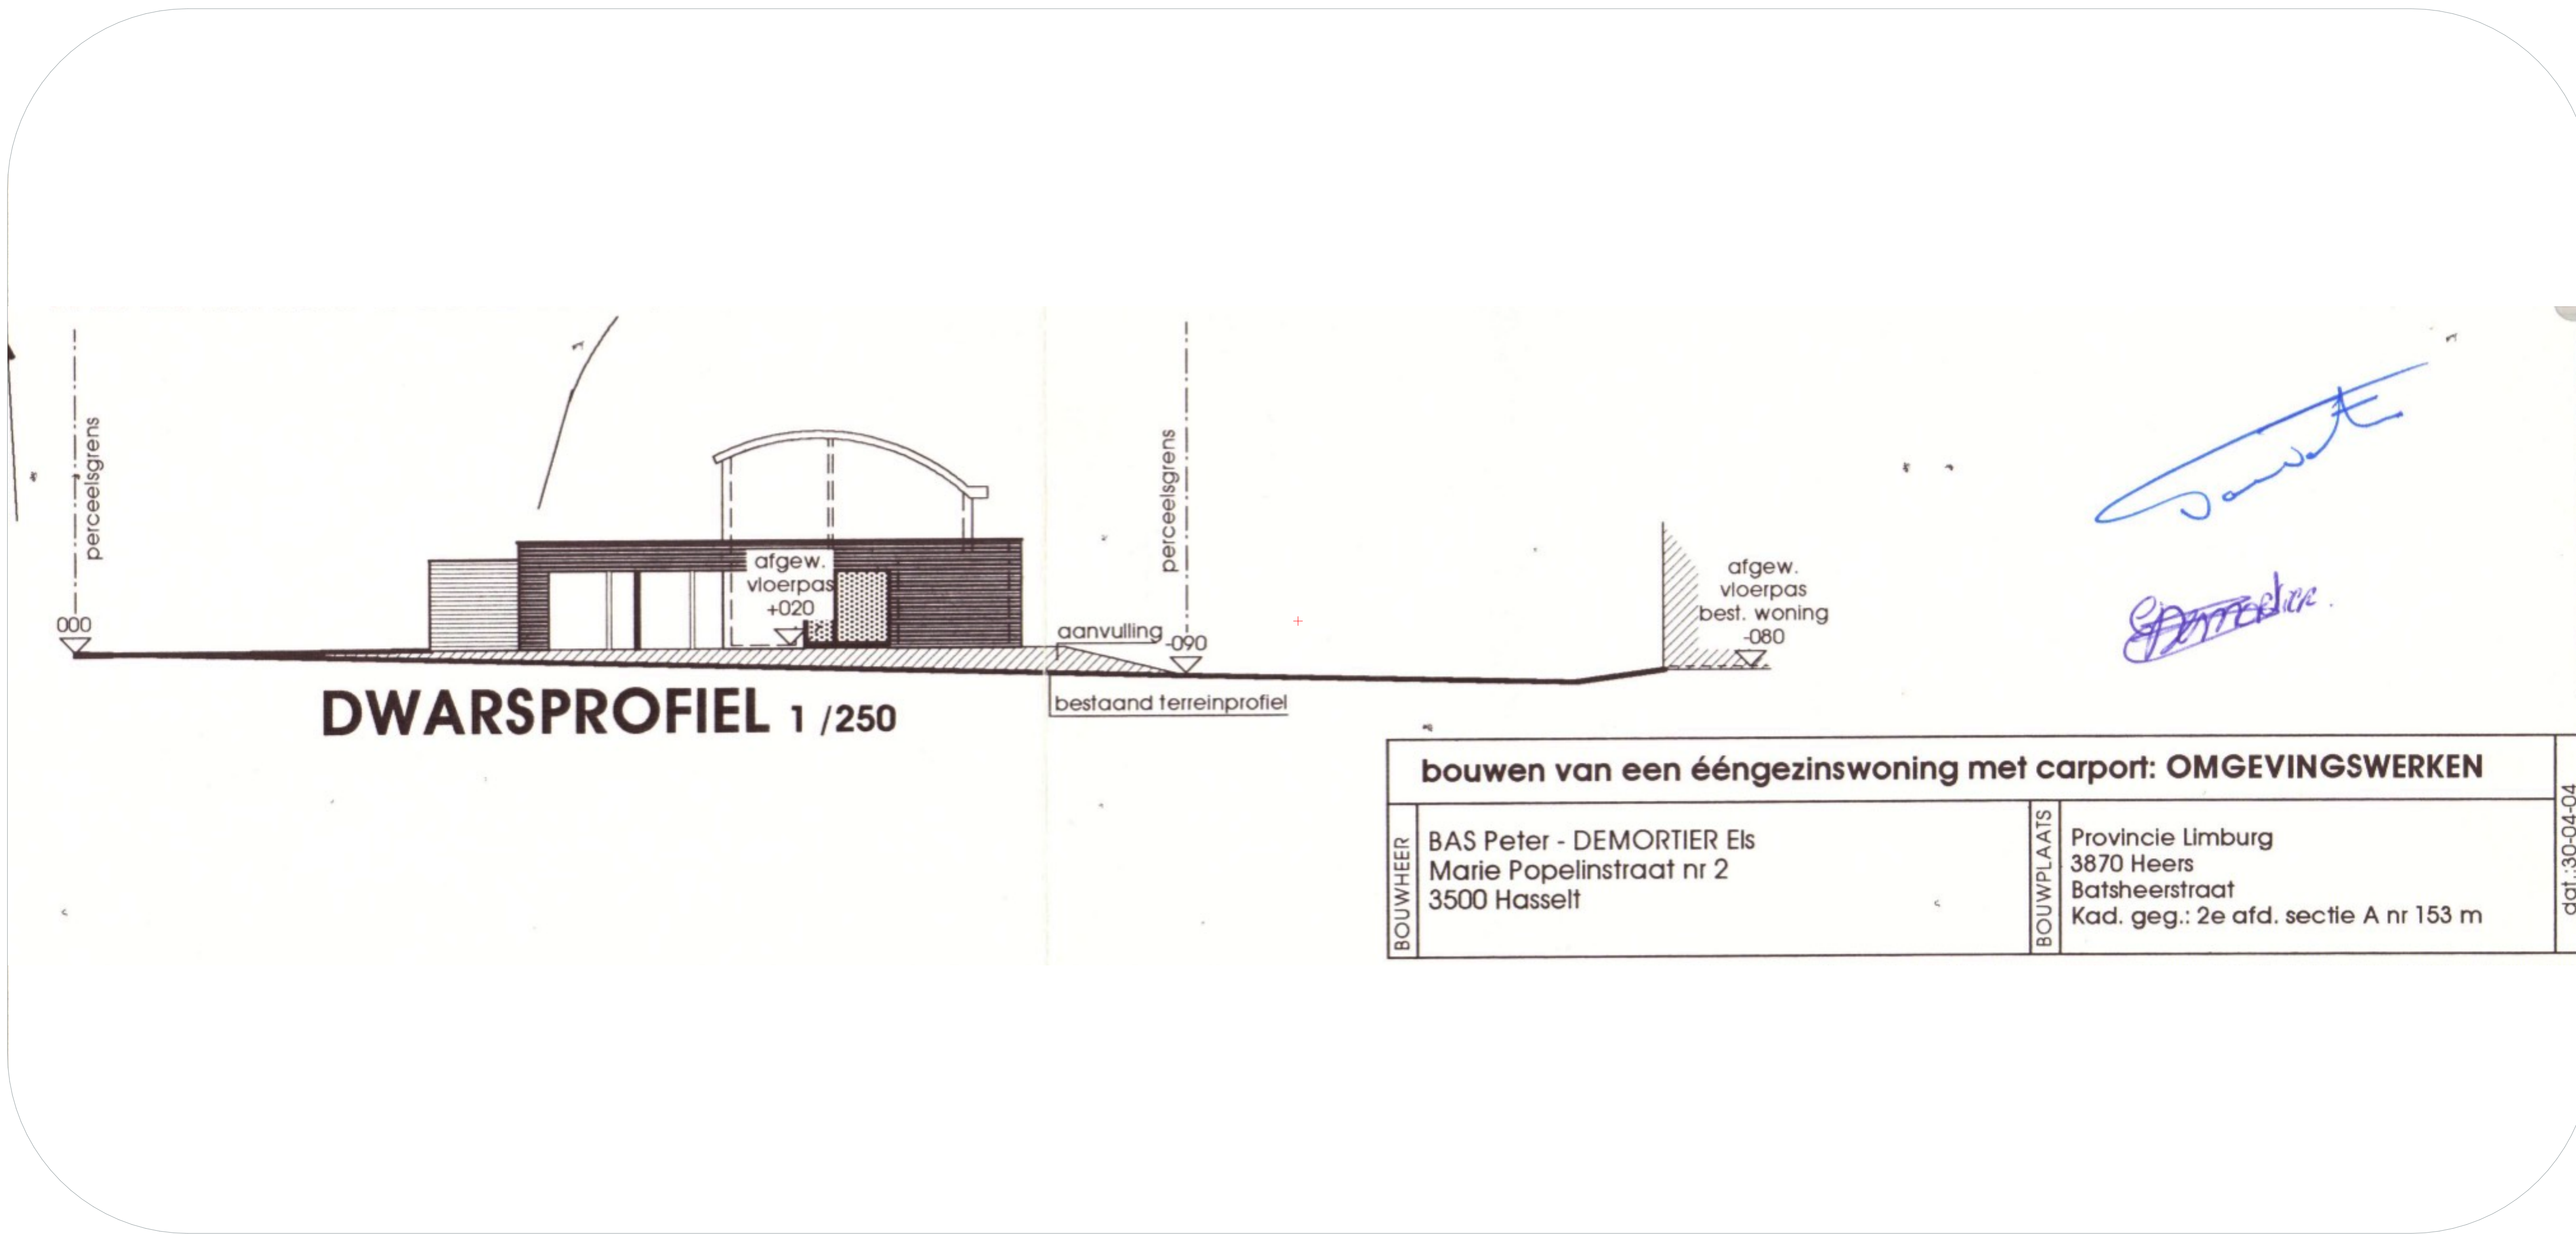 perceelsgrens
perceelsgrens
000
afgew.
vloerpas
+020
aanvulling
-090
afgew.
vloerpas
best. woning
-080
DWARSPROFIEL 1 /250
bestaand terreinprofiel
Demortier.
bouwen van een ééngezinswoning met carport: OMGEVINGSWERKEN
BOUWHEER
BAS Peter - DEMORTIER Els
Marie Popelinstraat nr 2
3500 Hasselt
BOUWPLAATS
Provincie Limburg
3870 Heers
Batsheerstraat
Kad. geg.: 2e afd. sectie A nr 153 m
dat.:30-04-04